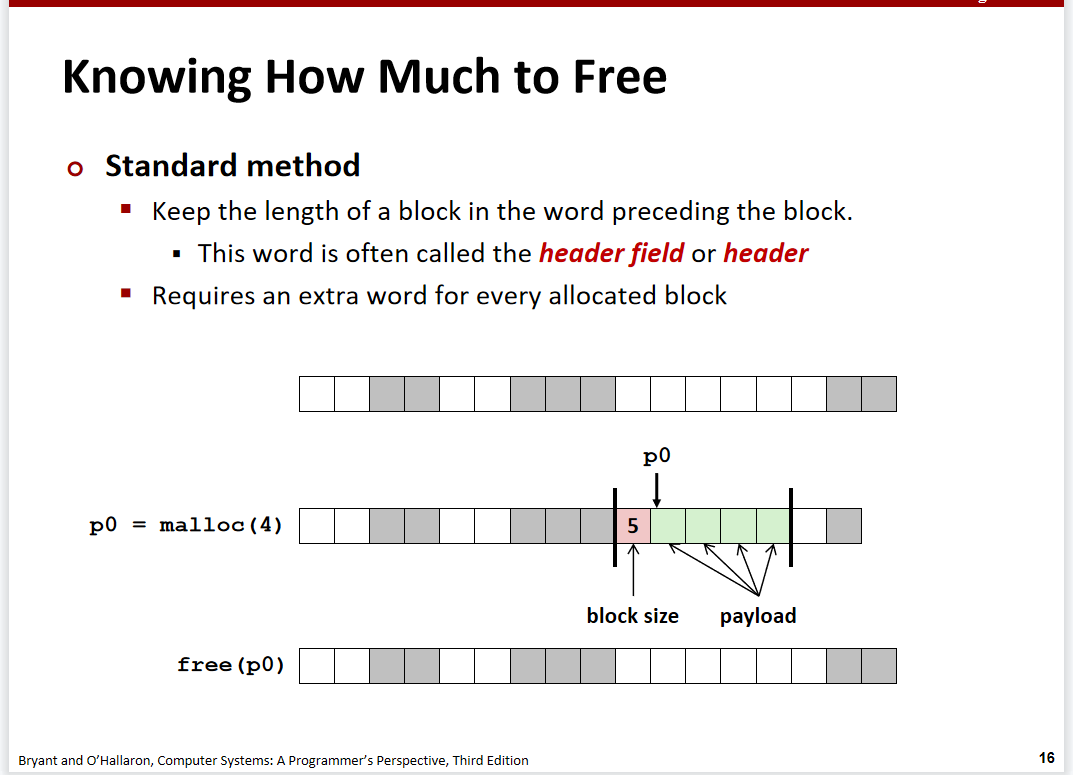 Knowing How Much to Free
Standard method
Keep the length of a block in the word preceding the block.
This word is often called the header field or header
Requires an extra word for every allocated block
p0
p0 = malloc(4)
5
block size
payload
free(p0)
Bryant and O’Hallaron, Computer Systems: A Programmer’s Perspective, Third Edition
16